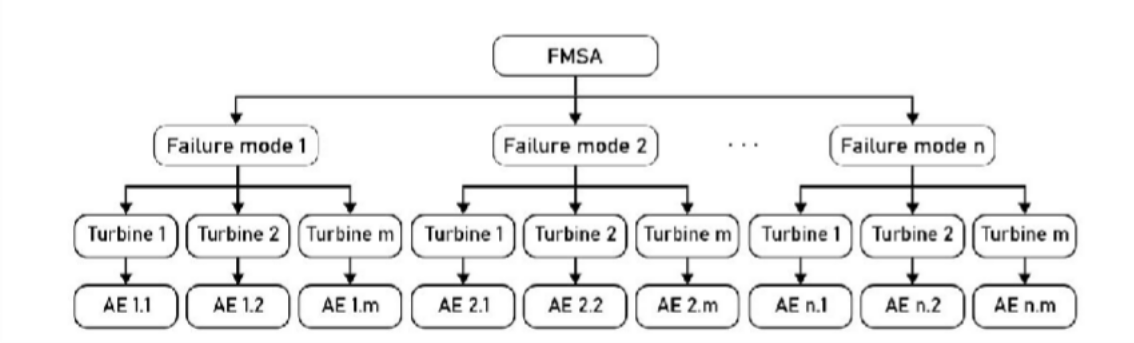 FMSA
Failure mode 1 Failure mode 2 . . . Failure mode n
Turbine 1 Turbine 2 Turbine m Turbine 1 Turbine 2 Turbine m Turbine 1 Turbine 2 Turbine m
AE 1.1 AE 1.2 AE 1.m AE 2.1 AE 2.2 AE 2.m AE n.1 AE n.2 AE n.m